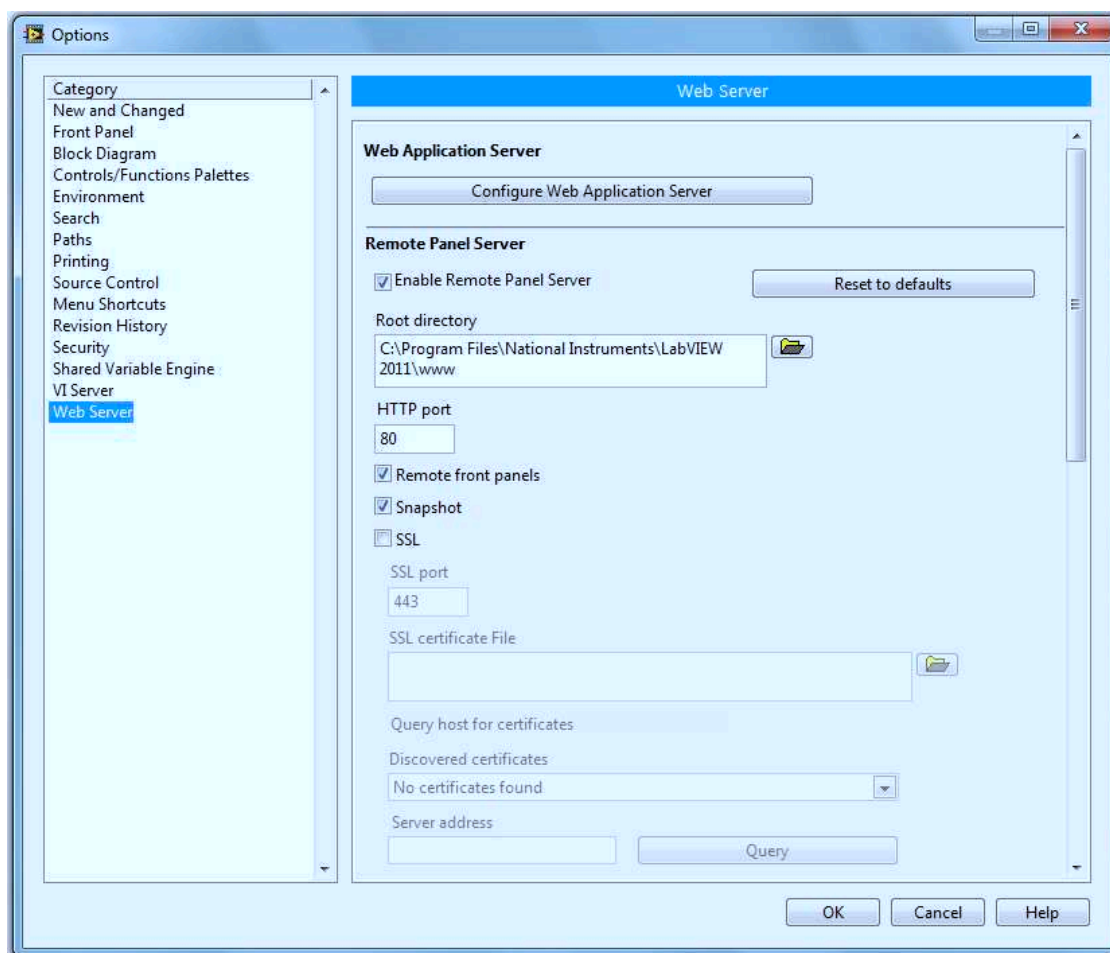 Options
Category
New and Changed
Front Panel
Block Diagram
Controls/Functions Palettes
Environment
Search
Paths
Printing
Source Control
Menu Shortcuts
Revision History
Security
Shared Variable Engine
VI Server
Web Server
Web Server
Web Application Server
Configure Web Application Server
Remote Panel Server
Enable Remote Panel Server
Reset to defaults
Root directory
C:\Program Files\National Instruments\LabVIEW
2011\www
HTTP port
80
Remote front panels
Snapshot
SSL
SSL port
443
SSL certificate File
Query host for certificates
Discovered certificates
No certificates found
Server address
Query
OK
Cancel
Help